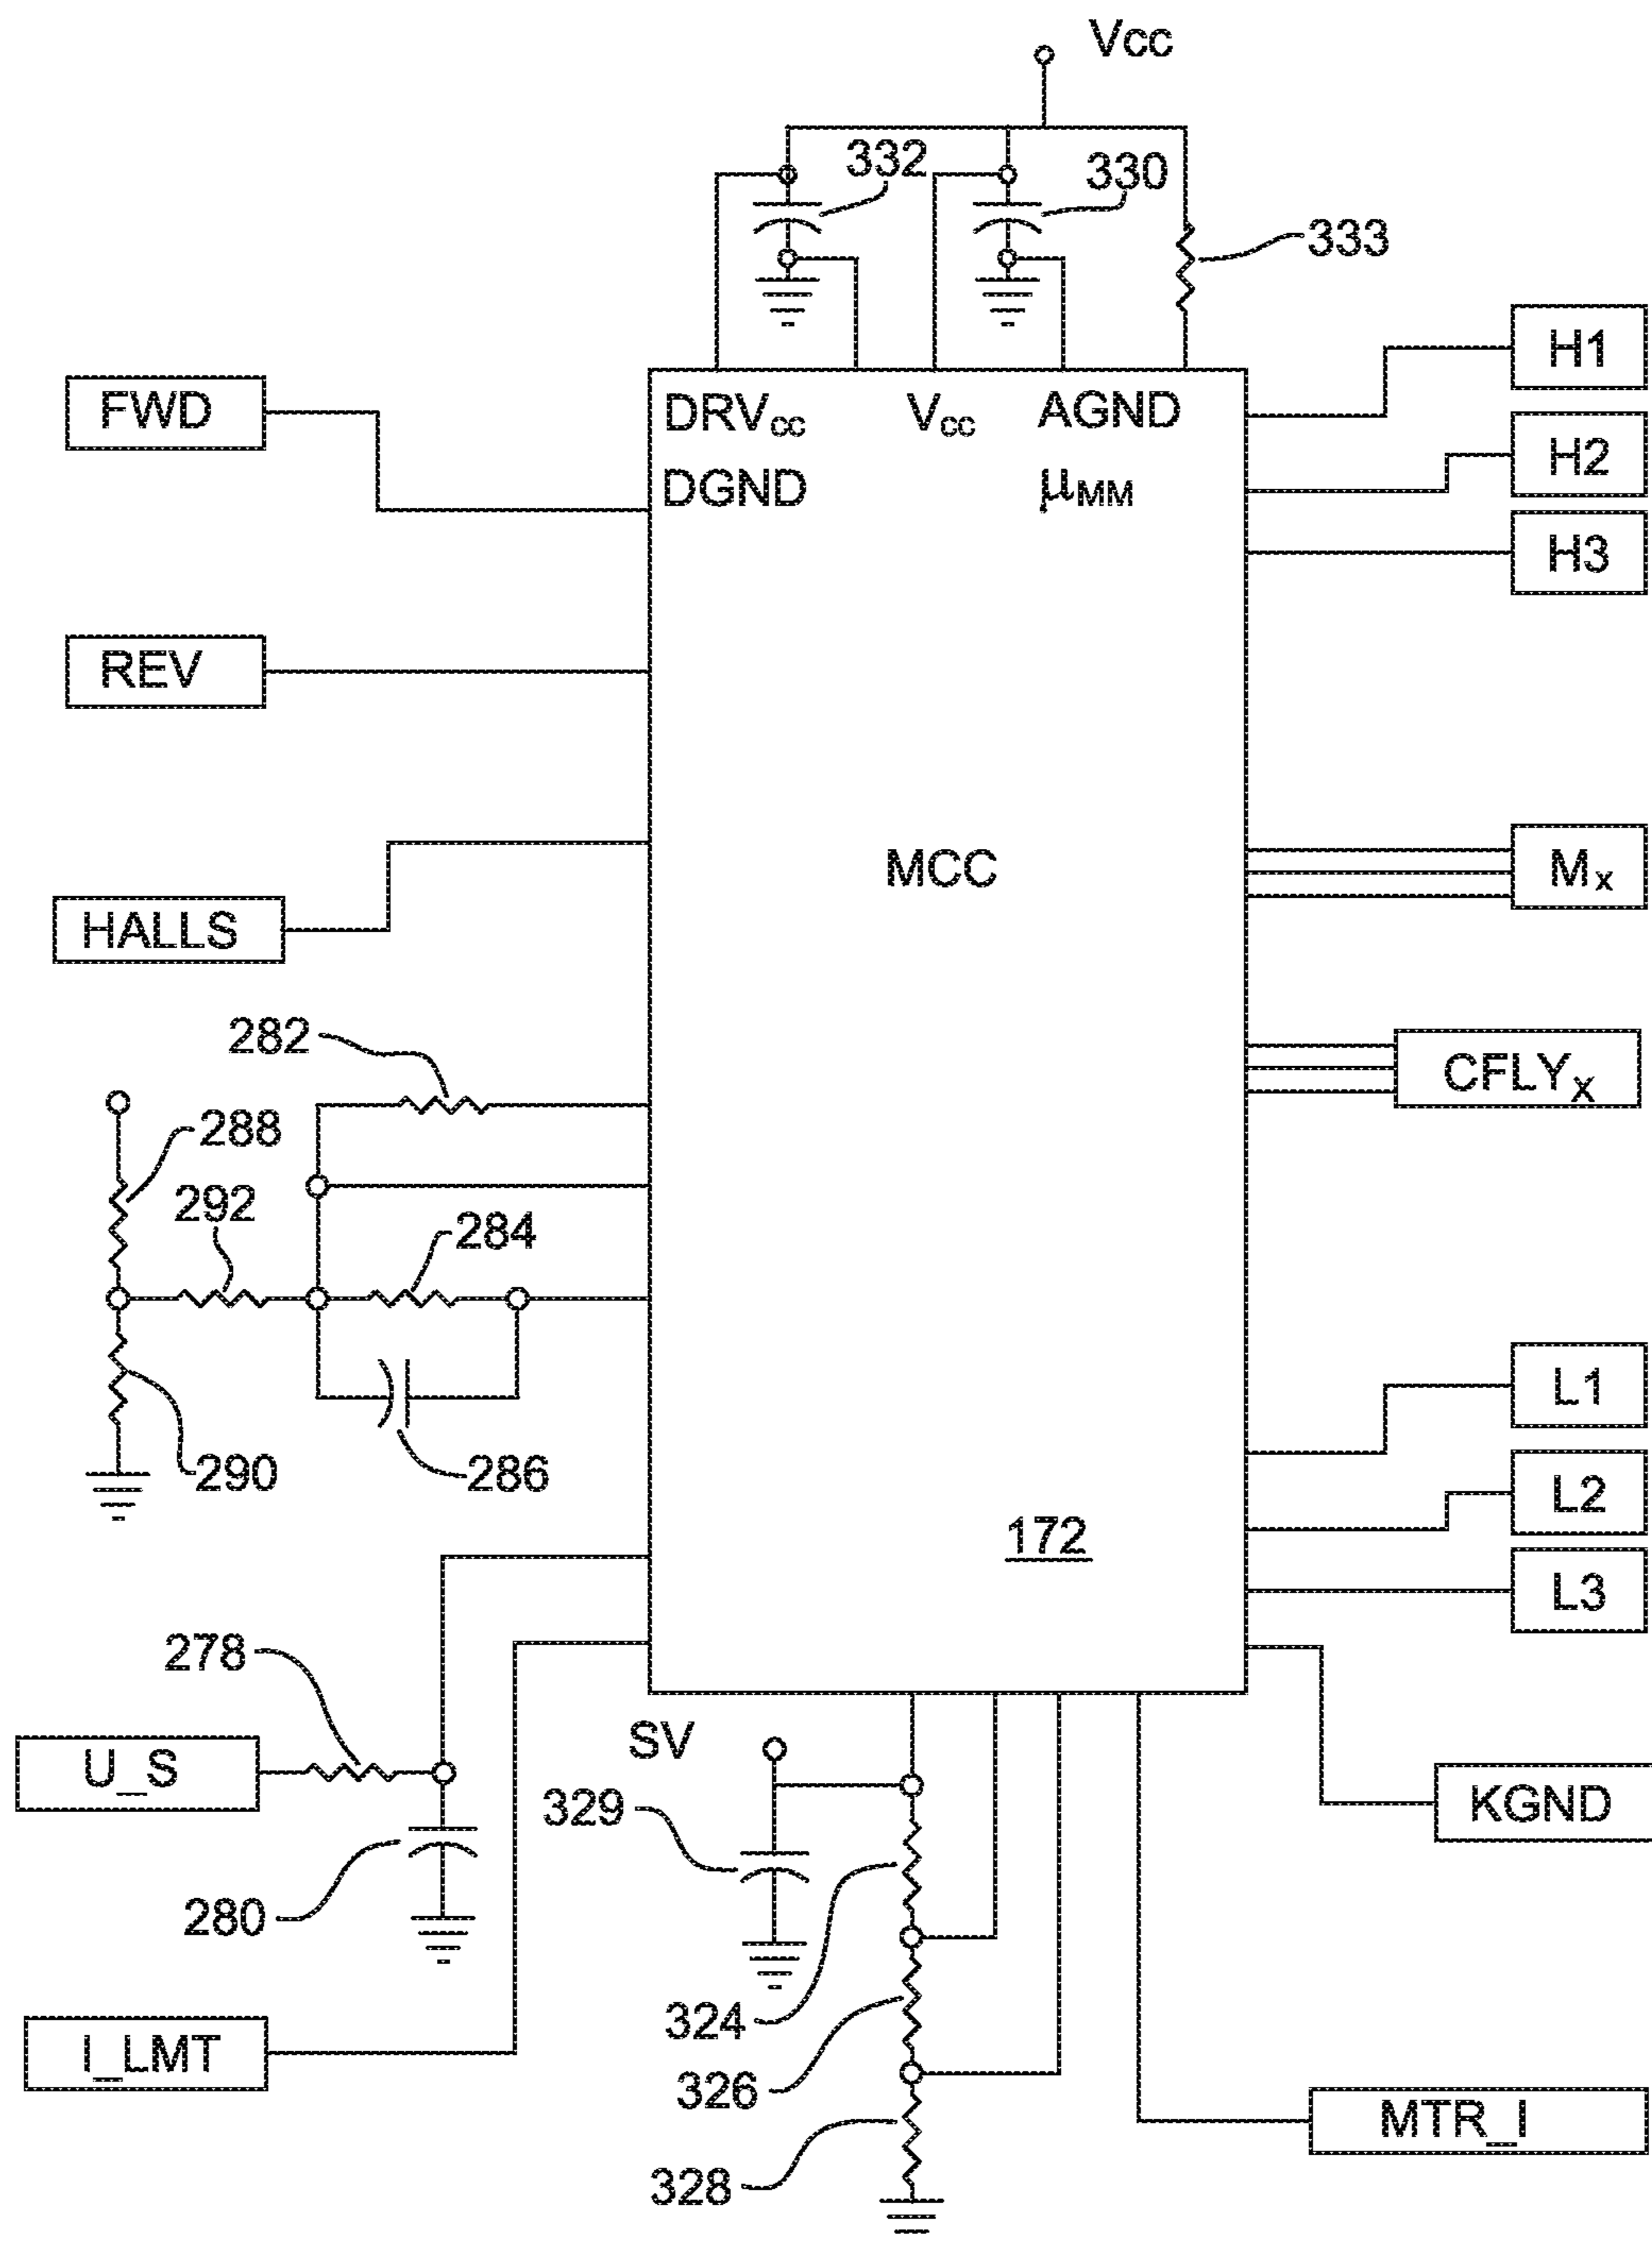 Vcc
332
330
333
H1
FWD
DRVcc
Vcc
AGND
H2
DGND
μMM
H3
REV
MCC
Mx
HALLS
282
CFLYx
288
292
284
L1
290
286
L2
172
L3
278
SV
U_S
329
KGND
280
324
I_LMT
326
MTR_I
328